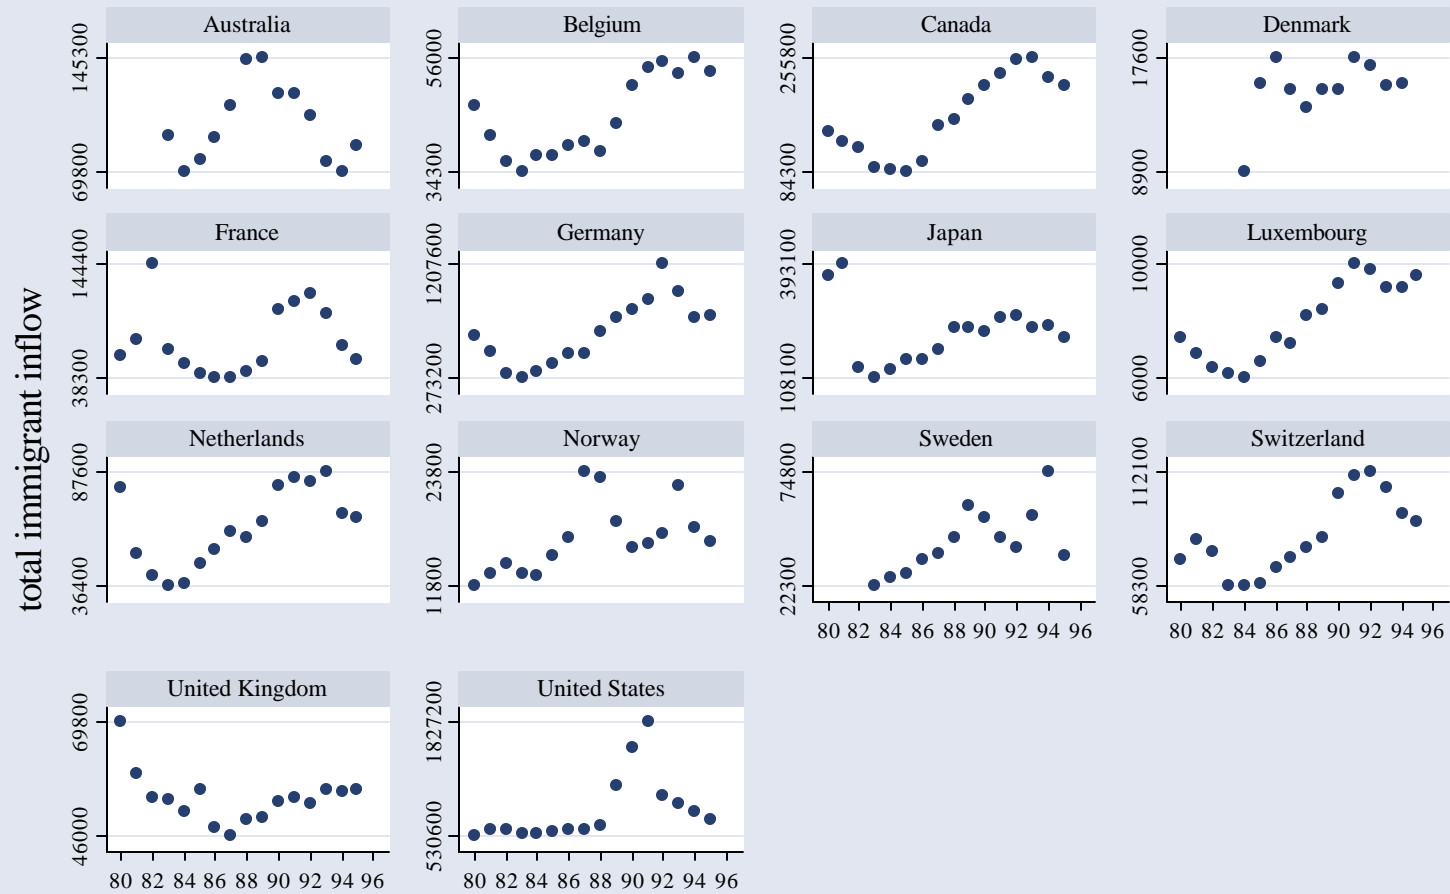 total immigrant inflow
Australia
145300
69800
Belgium
56000
34300
Canada
255800
84300
Denmark
17600
8900
France
144400
38300
Germany
1207600
273200
Japan
393100
108100
Luxembourg
10000
6000
Netherlands
87600
36400
Norway
23800
11800
Sweden
74800
22300
80 82 84 86 88 90 92 94 96
Switzerland
112100
58300
80 82 84 86 88 90 92 94 96
United Kingdom
69800
46000
80 82 84 86 88 90 92 94 96
United States
1827200
530600
80 82 84 86 88 90 92 94 96